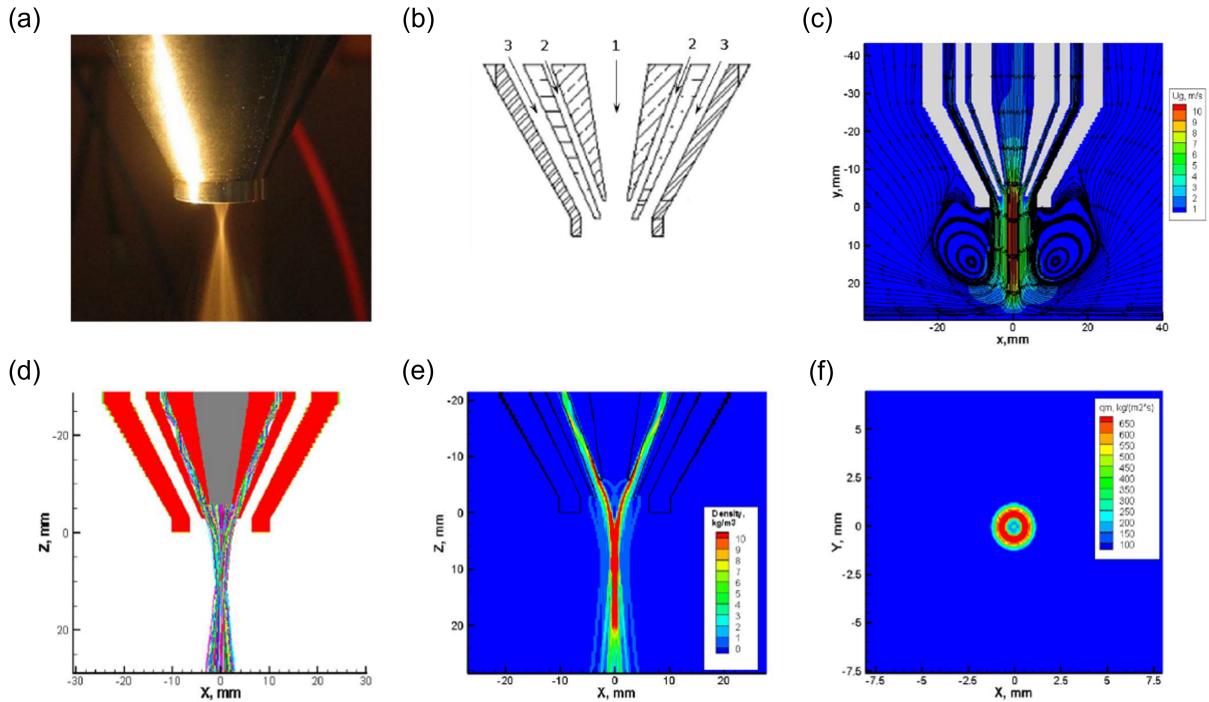 (a)
(b)
(c)
3 2 1 2 3
-40
-30
-20
-10
0
10
20
y,mm
-20 0 20 40
x,mm
Ug, m/s
10
9
8
7
6
5
4
3
2
1
(d)
(e)
(f)
-20
0
20
Z, mm
-30 -20 -10 0 10 20 30
X, mm
-20
-10
0
10
20
Z, mm
-20 -10 0 10 20
X, mm
Density,
kg/m3
10
9
8
7
6
5
4
3
2
1
0
5
2.5
0
-2.5
-5
-7.5
Y, mm
-7.5 -5 -2.5 0 2.5 5 7.5
X, mm
qm, kg/(m2*s)
650
600
550
500
450
400
350
300
250
200
150
100